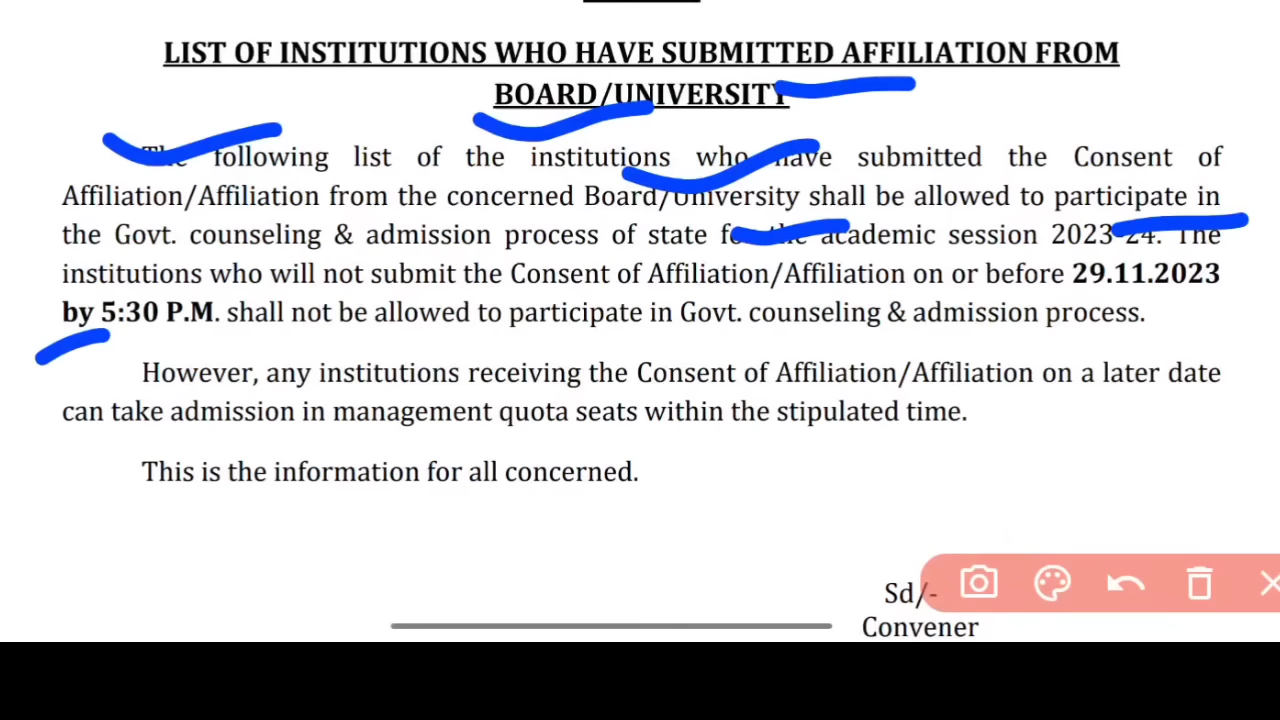 LIST OF INSTITUTIONS WHO HAVE SUBMITTED AFFILIATION FROM
BOARD/UNIVERSITY
The following list of the institutions who have submitted the Consent of
Affiliation/Affiliation from the concerned Board/University shall be allowed to participate in
the Govt. counseling & admission process of state for the academic session 2023-24. The
institutions who will not submit the Consent of Affiliation/Affiliation on or before 29.11.2023
by 5:30 P.M. shall not be allowed to participate in Govt. counseling & admission process.
However, any institutions receiving the Consent of Affiliation/Affiliation on a later date
can take admission in management quota seats within the stipulated time.
This is the information for all concerned.
Sd/-
Convener